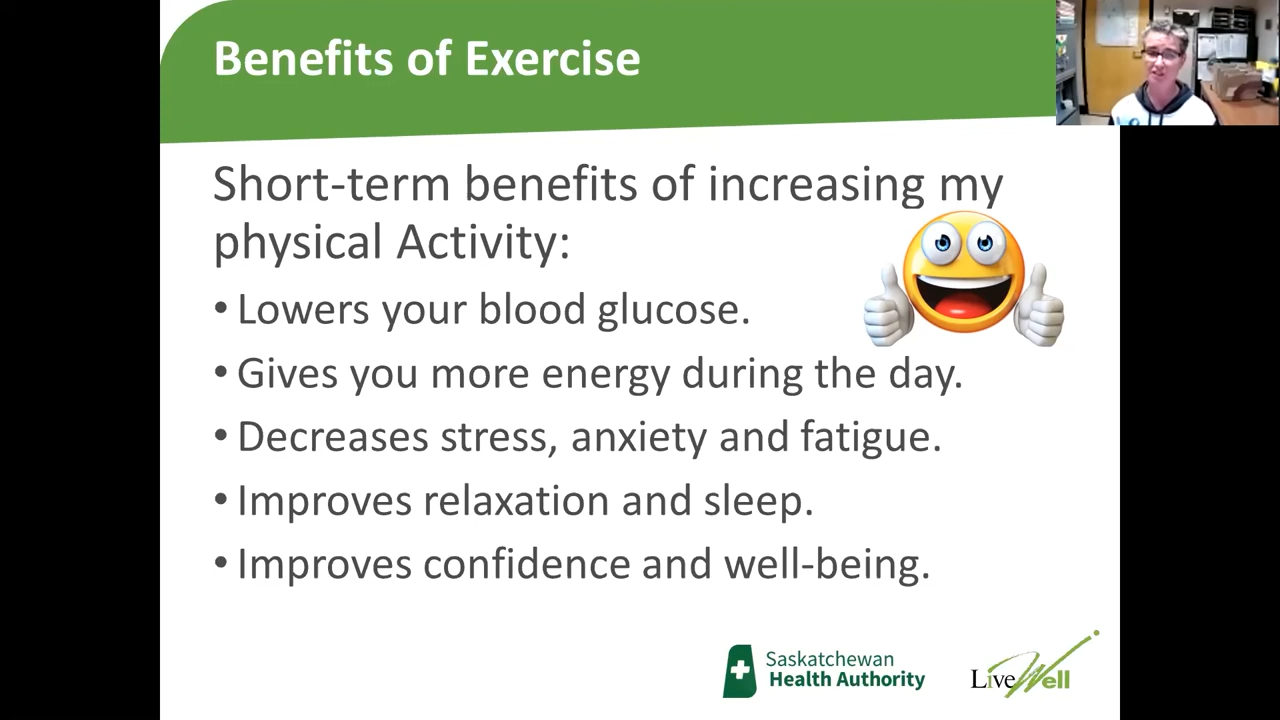 Benefits of Exercise
Short-term benefits of increasing my
physical Activity:
• Lowers your blood glucose.
• Gives you more energy during the day.
• Decreases stress, anxiety and fatigue.
• Improves relaxation and sleep.
• Improves confidence and well-being.
Saskatchewan
Health Authority
LiveWell